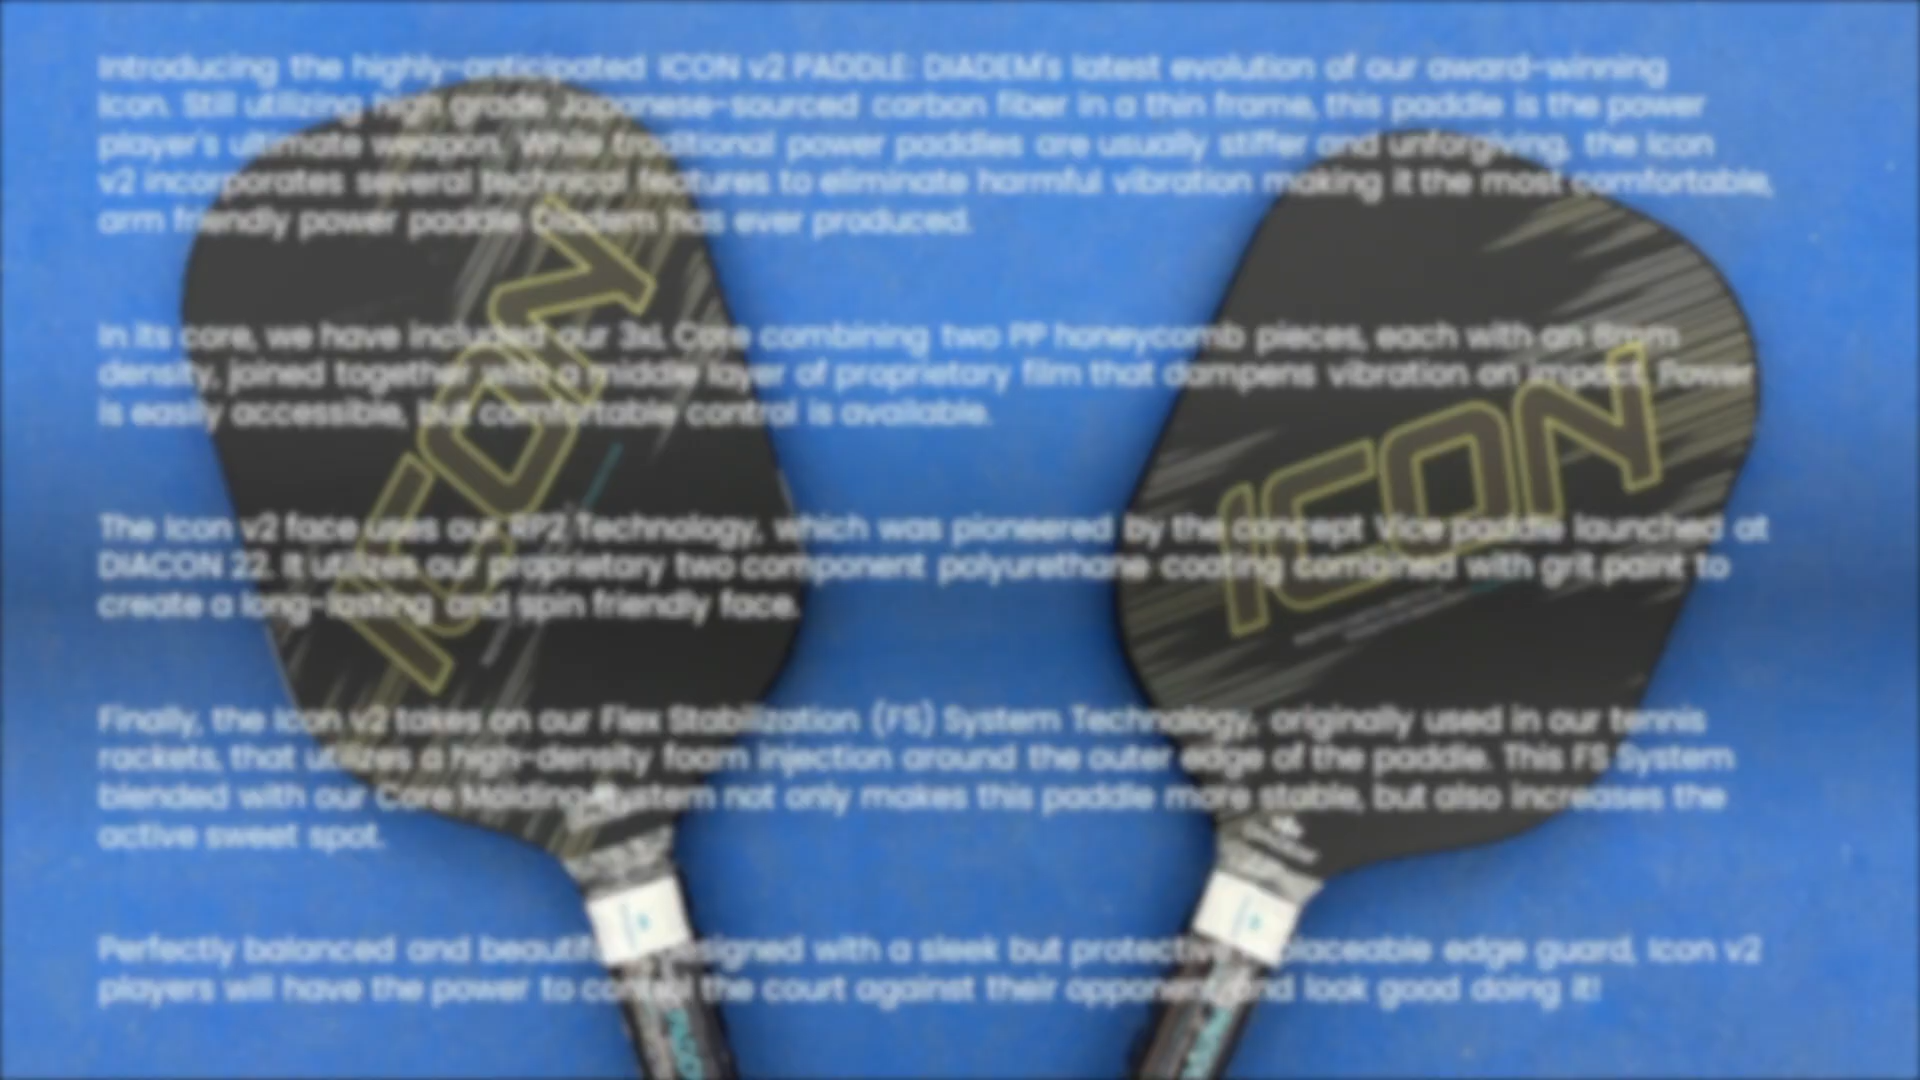 Introducing the highly-anticipated ICON v2 PADDLE: DIADEM's latest evolution of our award-winning
Icon. Still utilizing high grade Japanese-sourced carbon fiber in a thin frame, this paddle is the power
player's ultimate weapon. While traditional power paddles are usually stiffer and unforgiving, the Icon
v2 incorporates several technical features to eliminate harmful vibration making it the most comfortable,
arm friendly power paddle Diadem has ever produced.
In its core, we have included our 3xL Core combining two PP honeycomb pieces, each with an
density, joined together with a middle layer of proprietary film that dampens vibration on impact. Power
is easily accessible, but comfortable control is available.
The Icon v2 face uses our RP2 Technology, which was pioneered by the concept Vice paddle launched at
DIACON 22. It utilizes our proprietary two component polyurethane coating combined with grit paint to
create a long-lasting and spin friendly face.
Finally, the Icon v2 takes on our Flex Stabilization (FS) System Technology, originally used in our tennis
rackets, that utilizes a high-density foam injection around the outer edge of the paddle. This FS System
blended with our Core Molding System not only makes this paddle more stable, but also increases the
active sweet spot.
Perfectly balanced and with a sleek but edge guard, Icon v2
players will have the power to control the court against their opponent and look good doing it!
ICON
ICON